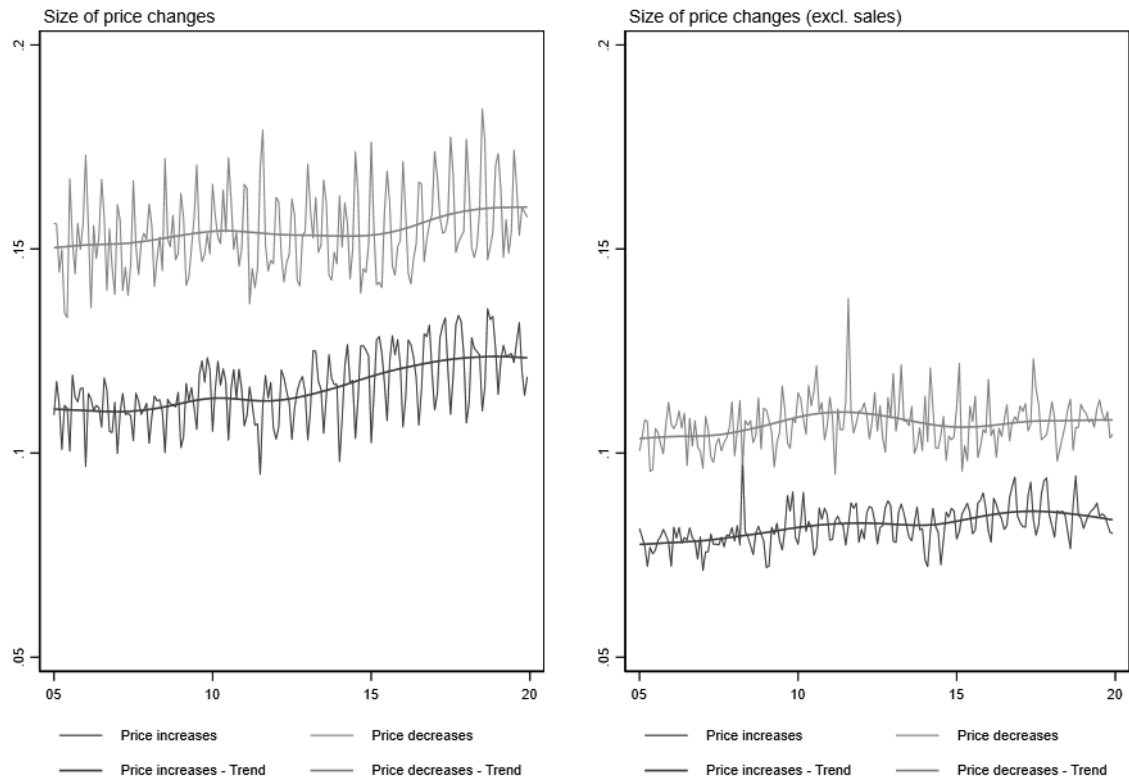 Size of price changes
.2
.15
.1
.05
05 10 15 20
Price increases Price decreases
Price increases - Trend Price decreases - Trend
Size of price changes (excl. sales)
.2
.15
.1
.05
05 10 15 20
Price increases Price decreases
Price increases - Trend Price decreases - Trend